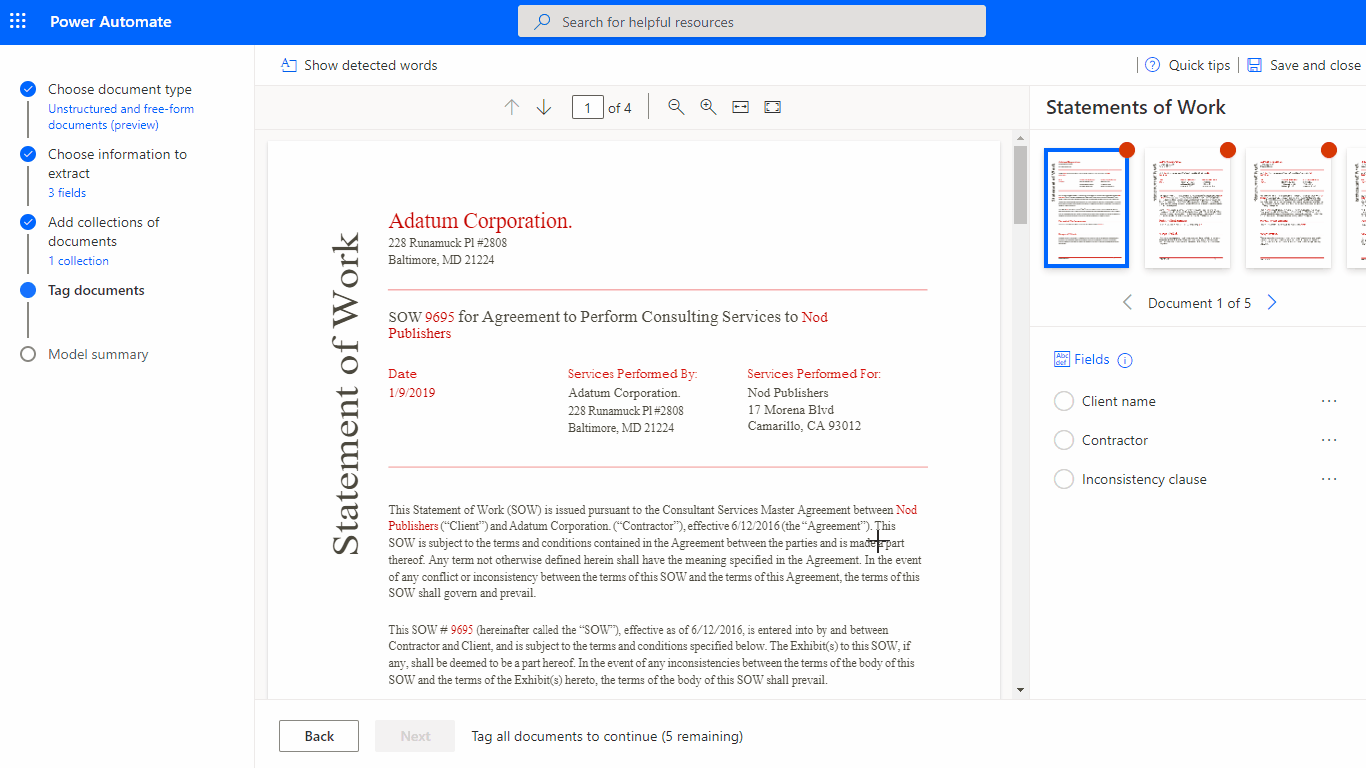 Power Automate
Search for helpful resources
Choose document type
Unstructured and free-form
documents (preview)
Choose information to
extract
3 fields
Add collections of
documents
1 collection
Tag documents
Model summary
Show detected words
Quick tips
Save and close
1 of 4
Statement of Work
Adatum Corporation.
228 Runamuck Pl #2808
Baltimore, MD 21224
SOW 9695 for Agreement to Perform Consulting Services to Nod
Publishers
Date
1/9/2019
Services Performed By:
Adatum Corporation.
228 Runamuck Pl #2808
Baltimore, MD 21224
Services Performed For:
Nod Publishers
17 Morena Blvd
Camarillo, CA 93012
This Statement of Work (SOW) is issued pursuant to the Consultant Services Master Agreement between Nod
Publishers (“Client”) and Adatum Corporation. (“Contractor”), effective 6/12/2016 (the “Agreement”). This
SOW is subject to the terms and conditions contained in the Agreement between the parties and is made a part
thereof. Any term not otherwise defined herein shall have the meaning specified in the Agreement. In the event
of any conflict or inconsistency between the terms of this SOW and the terms of this Agreement, the terms of this
SOW shall govern and prevail.
This SOW # 9695 (hereinafter called the “SOW”), effective as of 6/12/2016, is entered into by and between
Contractor and Client, and is subject to the terms and conditions specified below. The Exhibit(s) to this SOW, if
any, shall be deemed to be a part hereof. In the event of any inconsistencies between the terms of the body of this
SOW and the terms of the Exhibit(s) hereto, the terms of the body of this SOW shall prevail.
Statements of Work
Document 1 of 5
Abc
def
Fields
Client name
Contractor
Inconsistency clause
Back
Next
Tag all documents to continue (5 remaining)